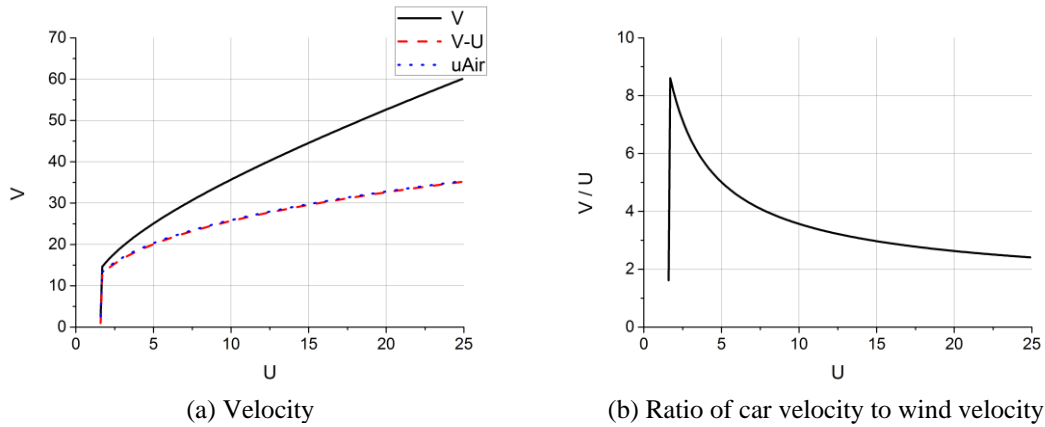 V
V-U
uAir
70
60
50
40
30
20
10
0
V
0 5 10 15 20 25
U
(a) Velocity
10
8
6
4
2
0
V / U
0 5 10 15 20 25
U
(b) Ratio of car velocity to wind velocity